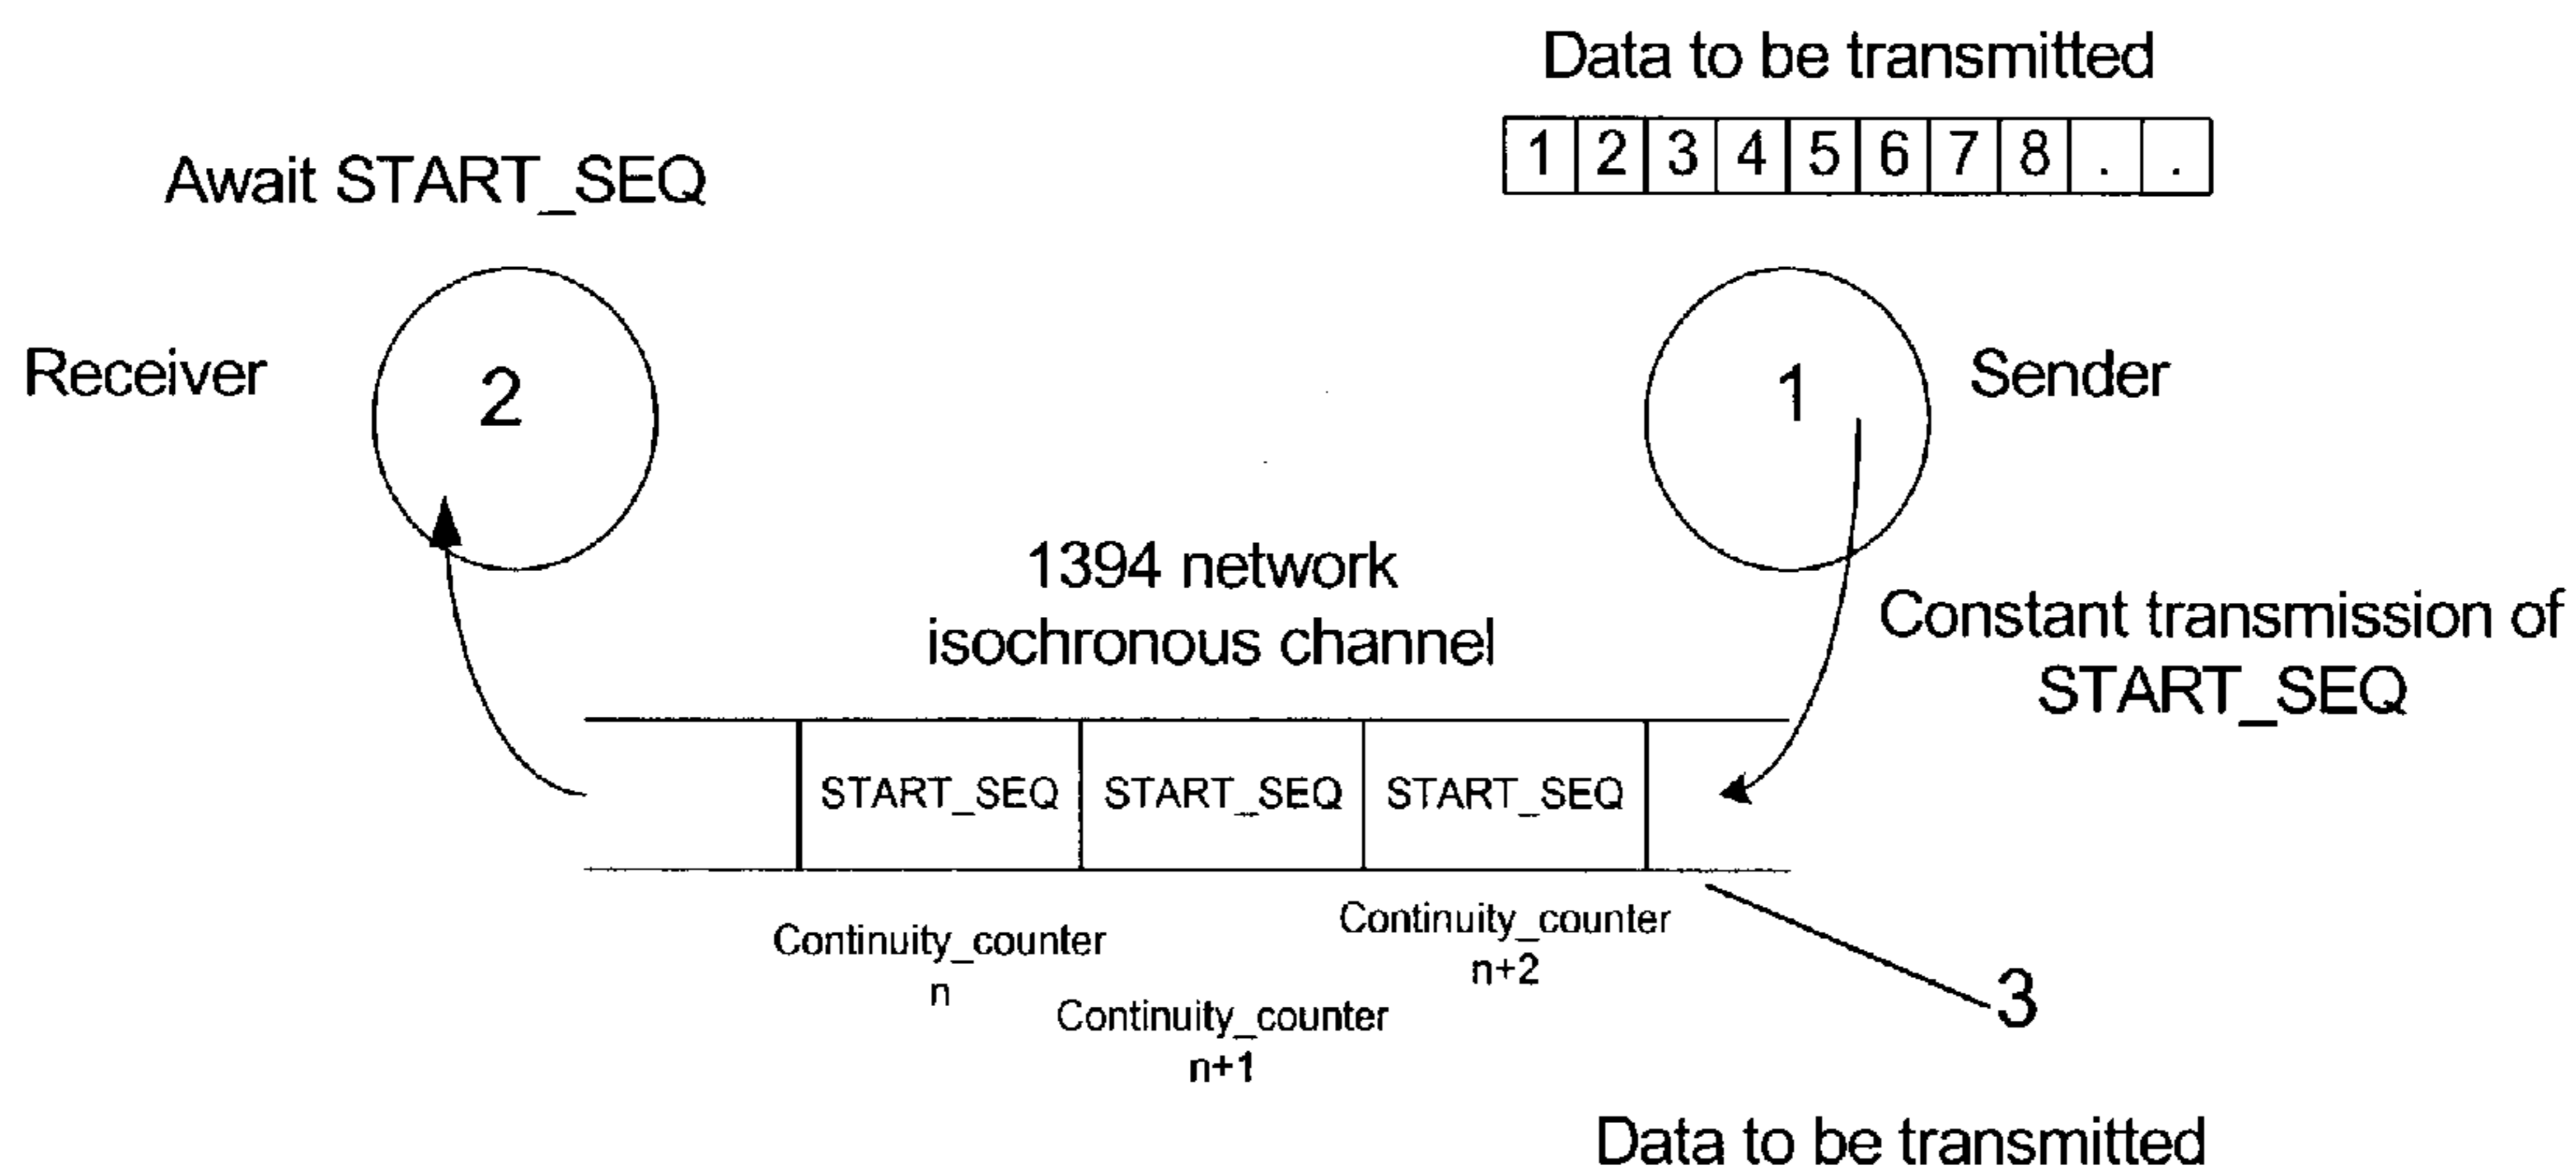 Data to be transmitted
1 2 3 4 5 6 7 8 . .
Await START_SEQ
Receiver
2
1
Sender
1394 network
isochronous channel
Constant transmission of
START_SEQ
START_SEQ START_SEQ START_SEQ
Continuity_counter
n
Continuity_counter
n+1
Continuity_counter
n+2
3
Data to be transmitted